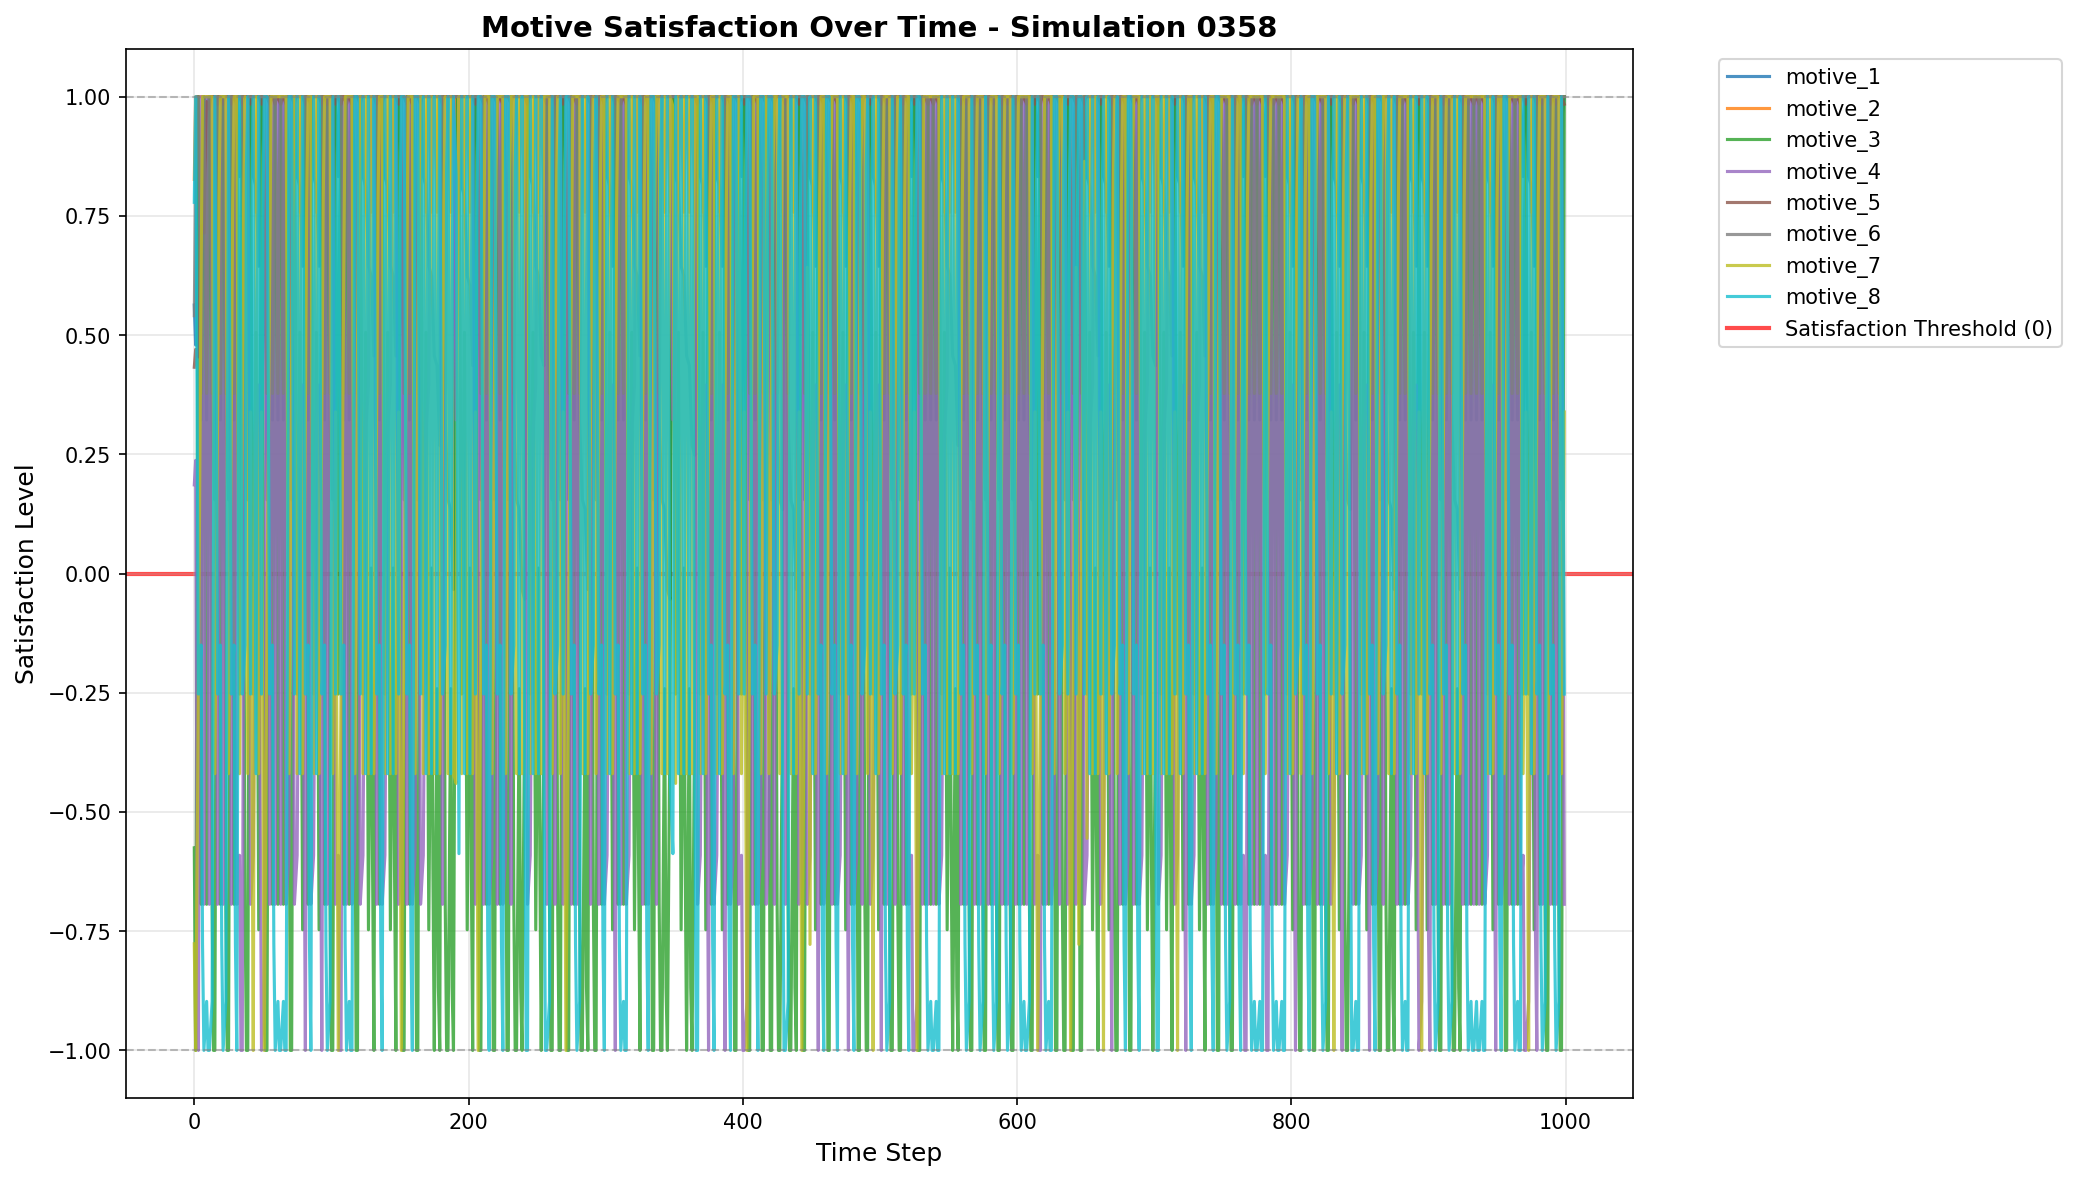 Motive Satisfaction Over Time - Simulation 0358
motive_1
motive_2
motive_3
motive_4
motive_5
motive_6
motive_7
motive_8
Satisfaction Threshold (0)
Satisfaction Level
1.00
0.75
0.50
0.25
0.00
−0.25
−0.50
−0.75
−1.00
0 200 400 600 800 1000
Time Step